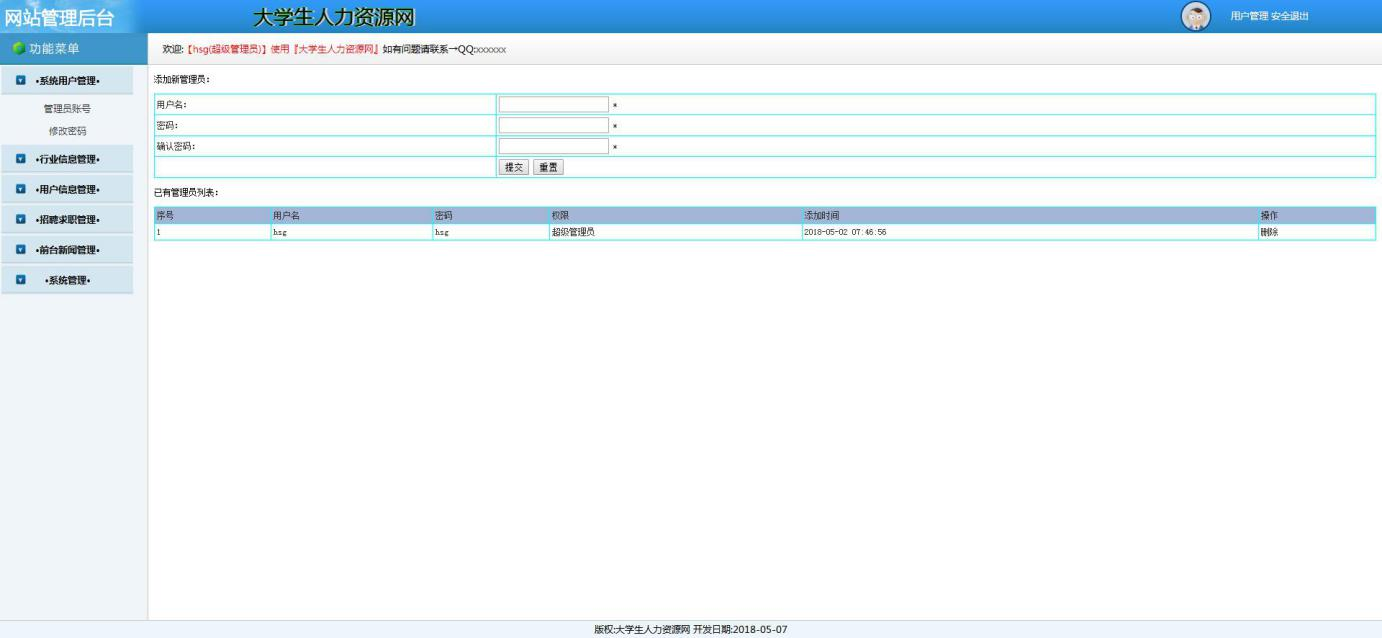 网站管理后台
大学生人力资源网
用户管理 安全退出
功能菜单
欢迎:【hsg(超级管理员)】使用『大学生人力资源网』如有问题请联系→QQ:xxxxxx
•系统用户管理•
管理员账号
修改密码
•行业信息管理•
•用户信息管理•
•招聘求职管理•
•前台新闻管理•
•系统管理•
添加新管理员:
用户名: *
密码: *
确认密码: *
提交 重置
已有管理员列表:
序号 用户名 密码 权限 添加时间 操作
1 hsg hsg 超级管理员 2018-05-02 07:46:56 删除
版权:大学生人力资源网 开发日期:2018-05-07